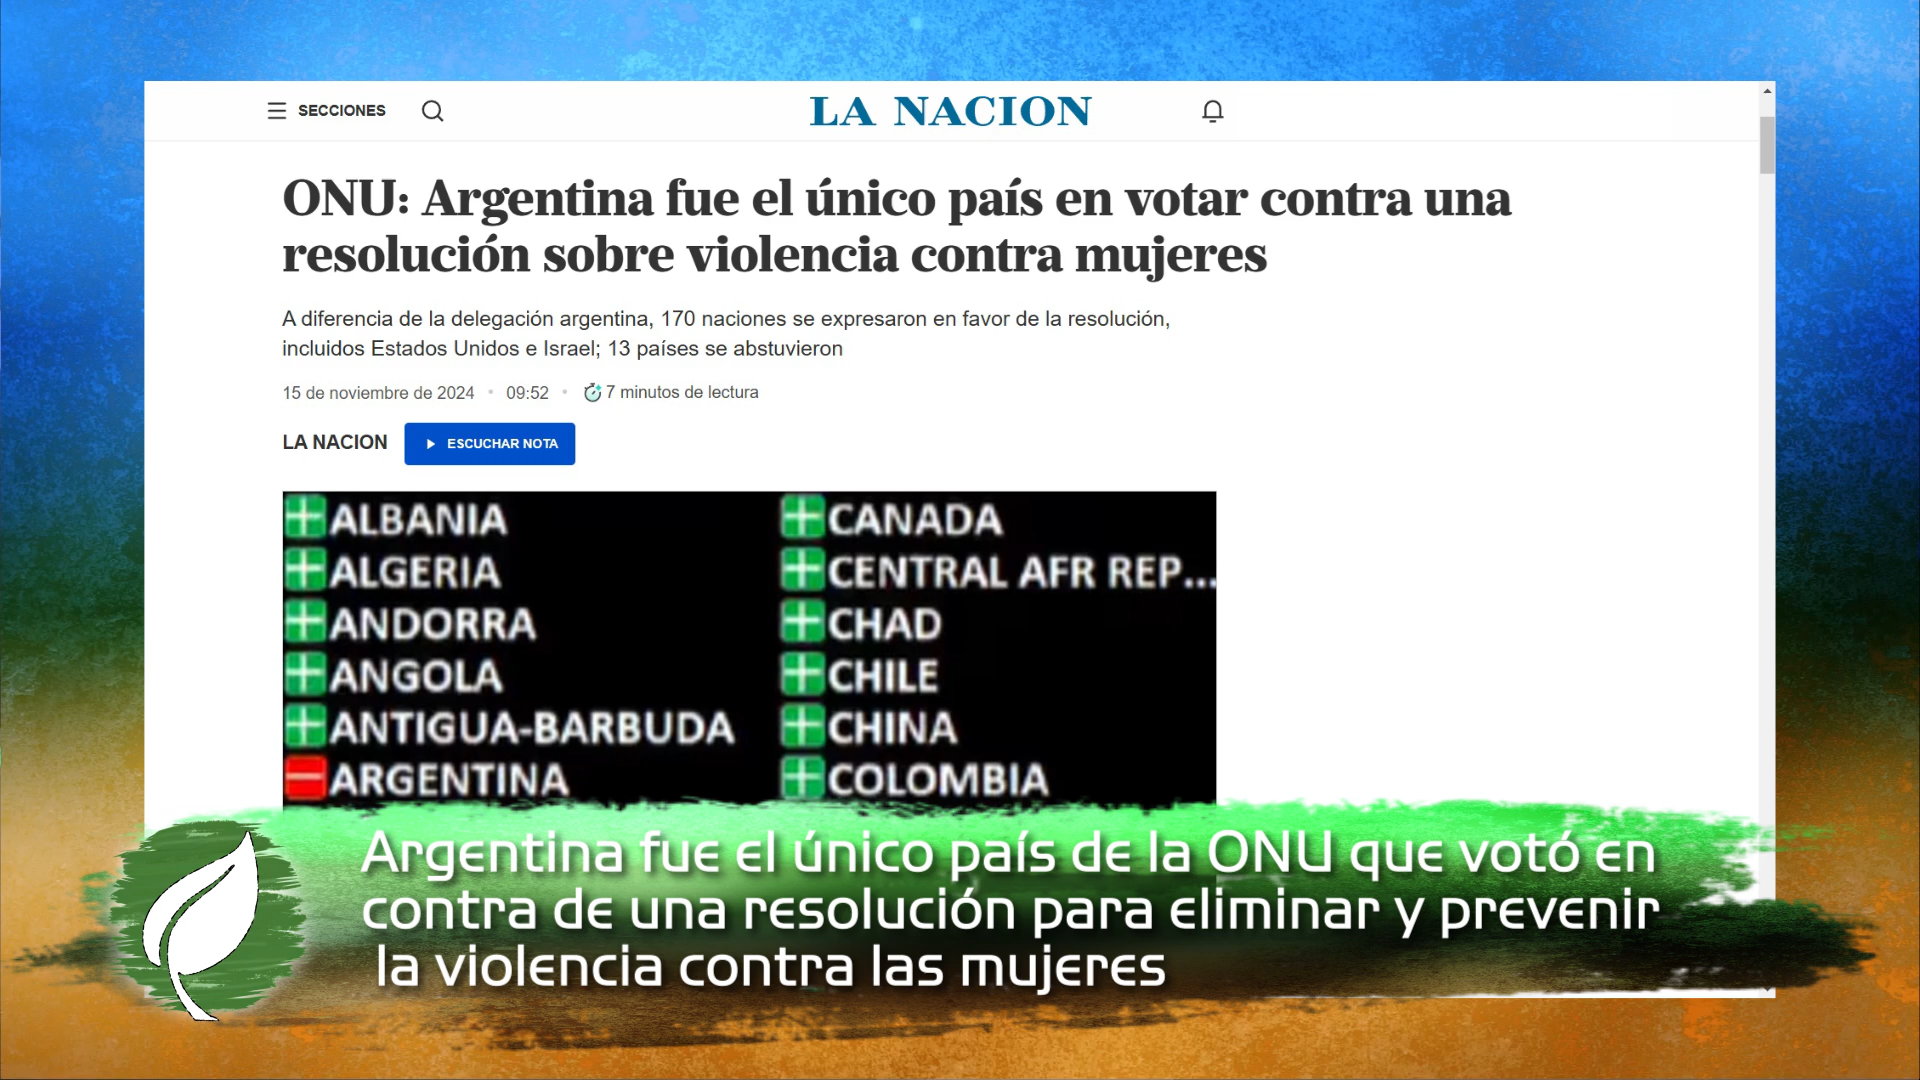 SECCIONES
LA NACION
ONU: Argentina fue el único país en votar contra una
resolución sobre violencia contra mujeres
A diferencia de la delegación argentina, 170 naciones se expresaron en favor de la resolución,
incluidos Estados Unidos e Israel; 13 países se abstuvieron
15 de noviembre de 2024 • 09:52 • 7 minutos de lectura
LA NACION ESCUCHAR NOTA
ALBANIA
ALGERIA
ANDORRA
ANGOLA
ANTIGUA-BARBUDA
ARGENTINA
CANADA
CENTRAL AFR REP...
CHAD
CHILE
CHINA
COLOMBIA
Argentina fue el único país de la ONU que votó en
contra de una resolución para eliminar y prevenir
la violencia contra las mujeres